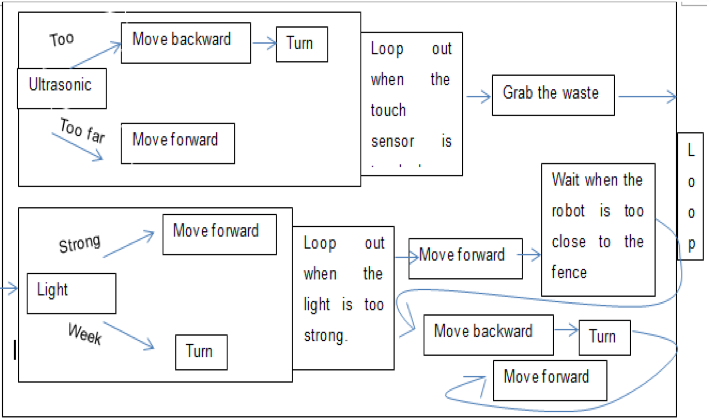 Too
Move backward
Turn
Ultrasonic
Too far
Move forward
Loop out
when the
touch
sensor is
Grab the waste
L
o
o
p
Strong
Move forward
Light
Week
Turn
Loop out
when the
light is too
strong.
Move forward
Wait when the
robot is too
close to the
fence
Move backward
Turn
Move forward